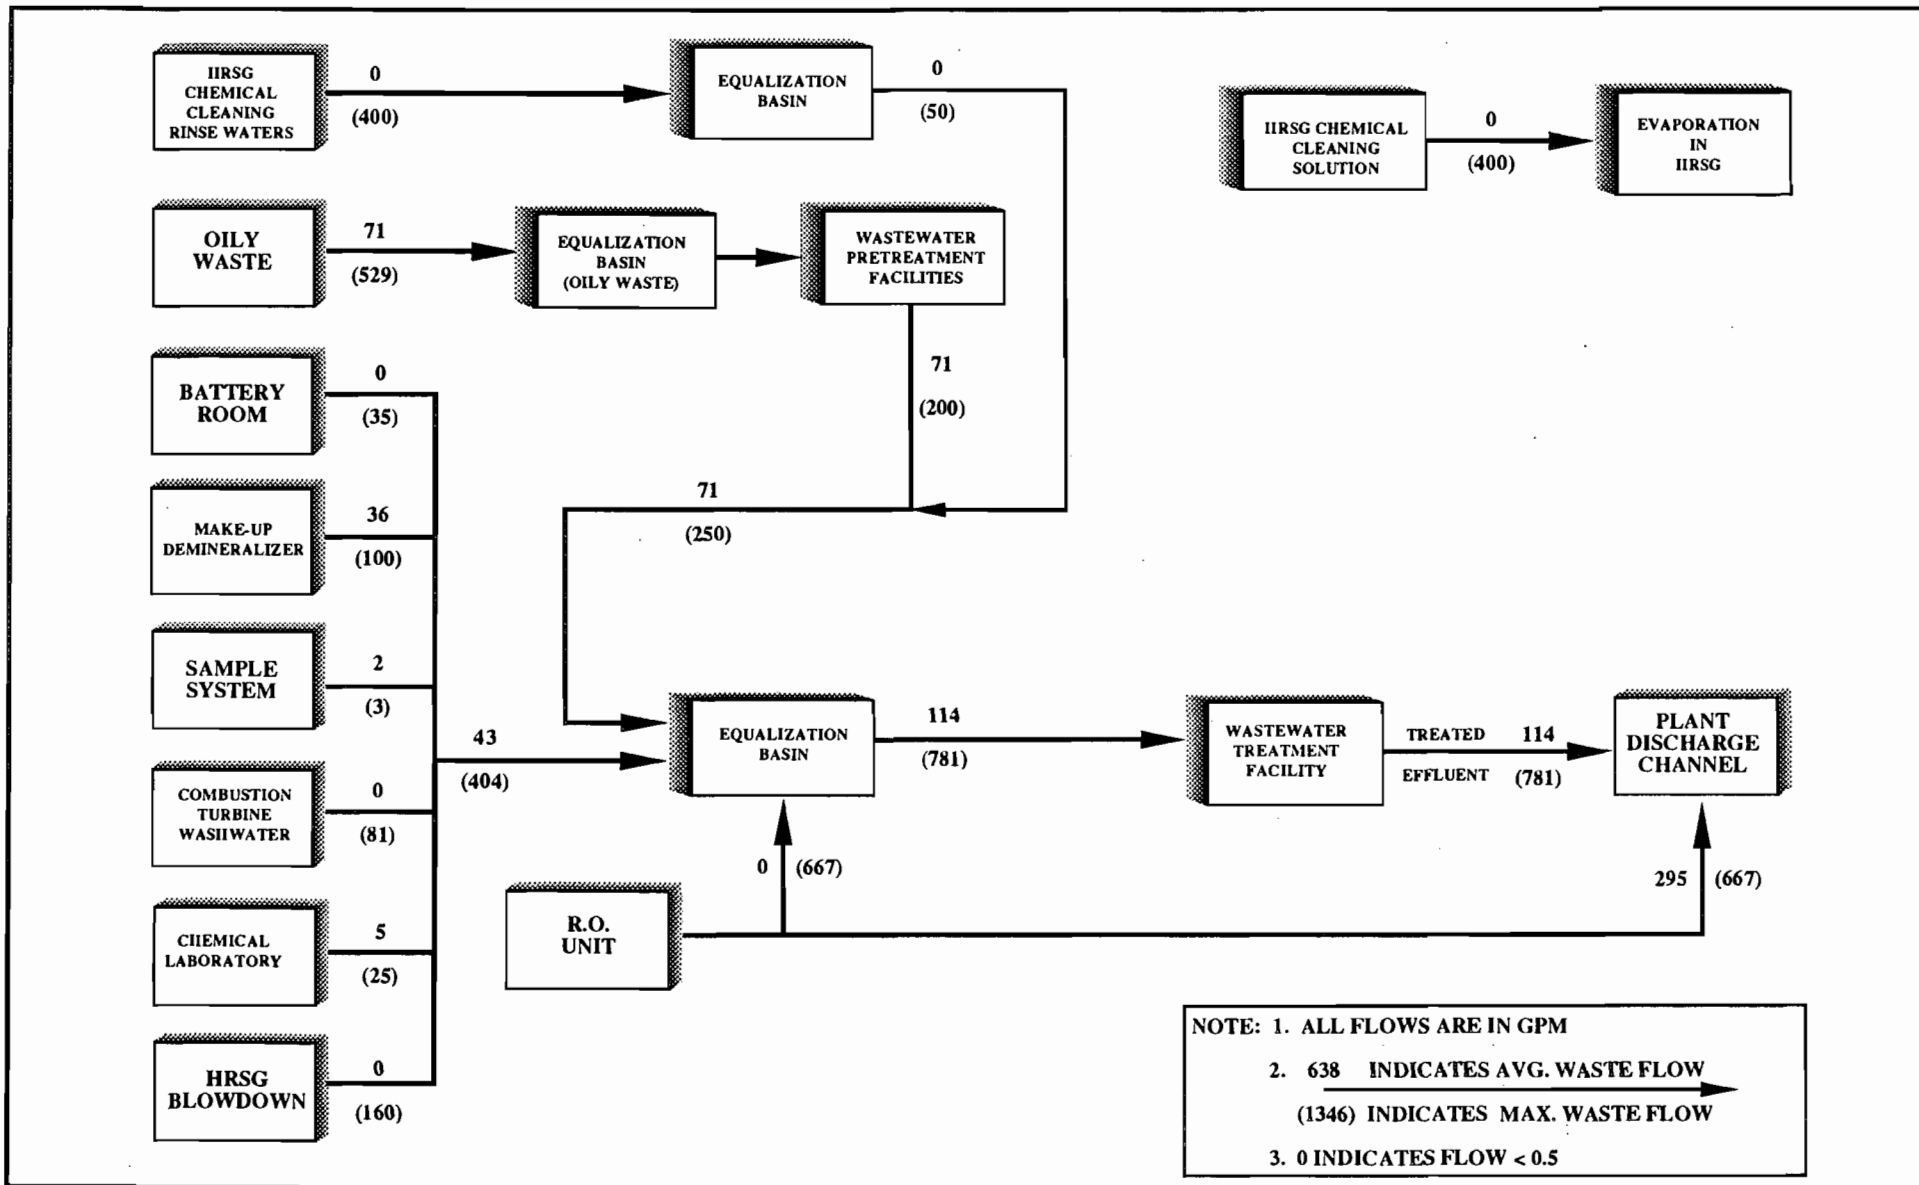 IIRSG
CHEMICAL
CLEANING
RINSE WATERS
0
(400)
EQUALIZATION
BASIN
0
(50)
IIRSG CHEMICAL
CLEANING
SOLUTION
0
(400)
EVAPORATION
IN
IIRSG
OILY
WASTE
71
(529)
EQUALIZATION
BASIN
(OILY WASTE)
WASTEWATER
PRETREATMENT
FACILITIES
71
(200)
BATTERY
ROOM
0
(35)
71
(250)
MAKE-UP
DEMINERALIZER
36
(100)
SAMPLE
SYSTEM
2
(3)
43
(404)
EQUALIZATION
BASIN
114
(781)
WASTEWATER
TREATMENT
FACILITY
TREATED 114
EFFLUENT (781)
PLANT
DISCHARGE
CHANNEL
COMBUSTION
TURBINE
WASIIWATER
0
(81)
0 (667)
295 (667)
CIIEMICAL
LABORATORY
5
(25)
R.O.
UNIT
HRSG
BLOWDOWN
0
(160)
NOTE: 1. ALL FLOWS ARE IN GPM
2. 638 INDICATES AVG. WASTE FLOW
(1346) INDICATES MAX. WASTE FLOW
3. 0 INDICATES FLOW < 0.5